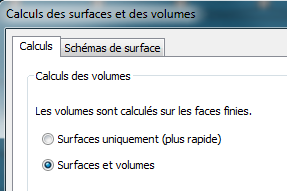 Calculs des surfaces et des volumes
Calculs Schémas de surface
Calculs des volumes
Les volumes sont calculés sur les faces finies.
Surfaces uniquement (plus rapide)
Surfaces et volumes